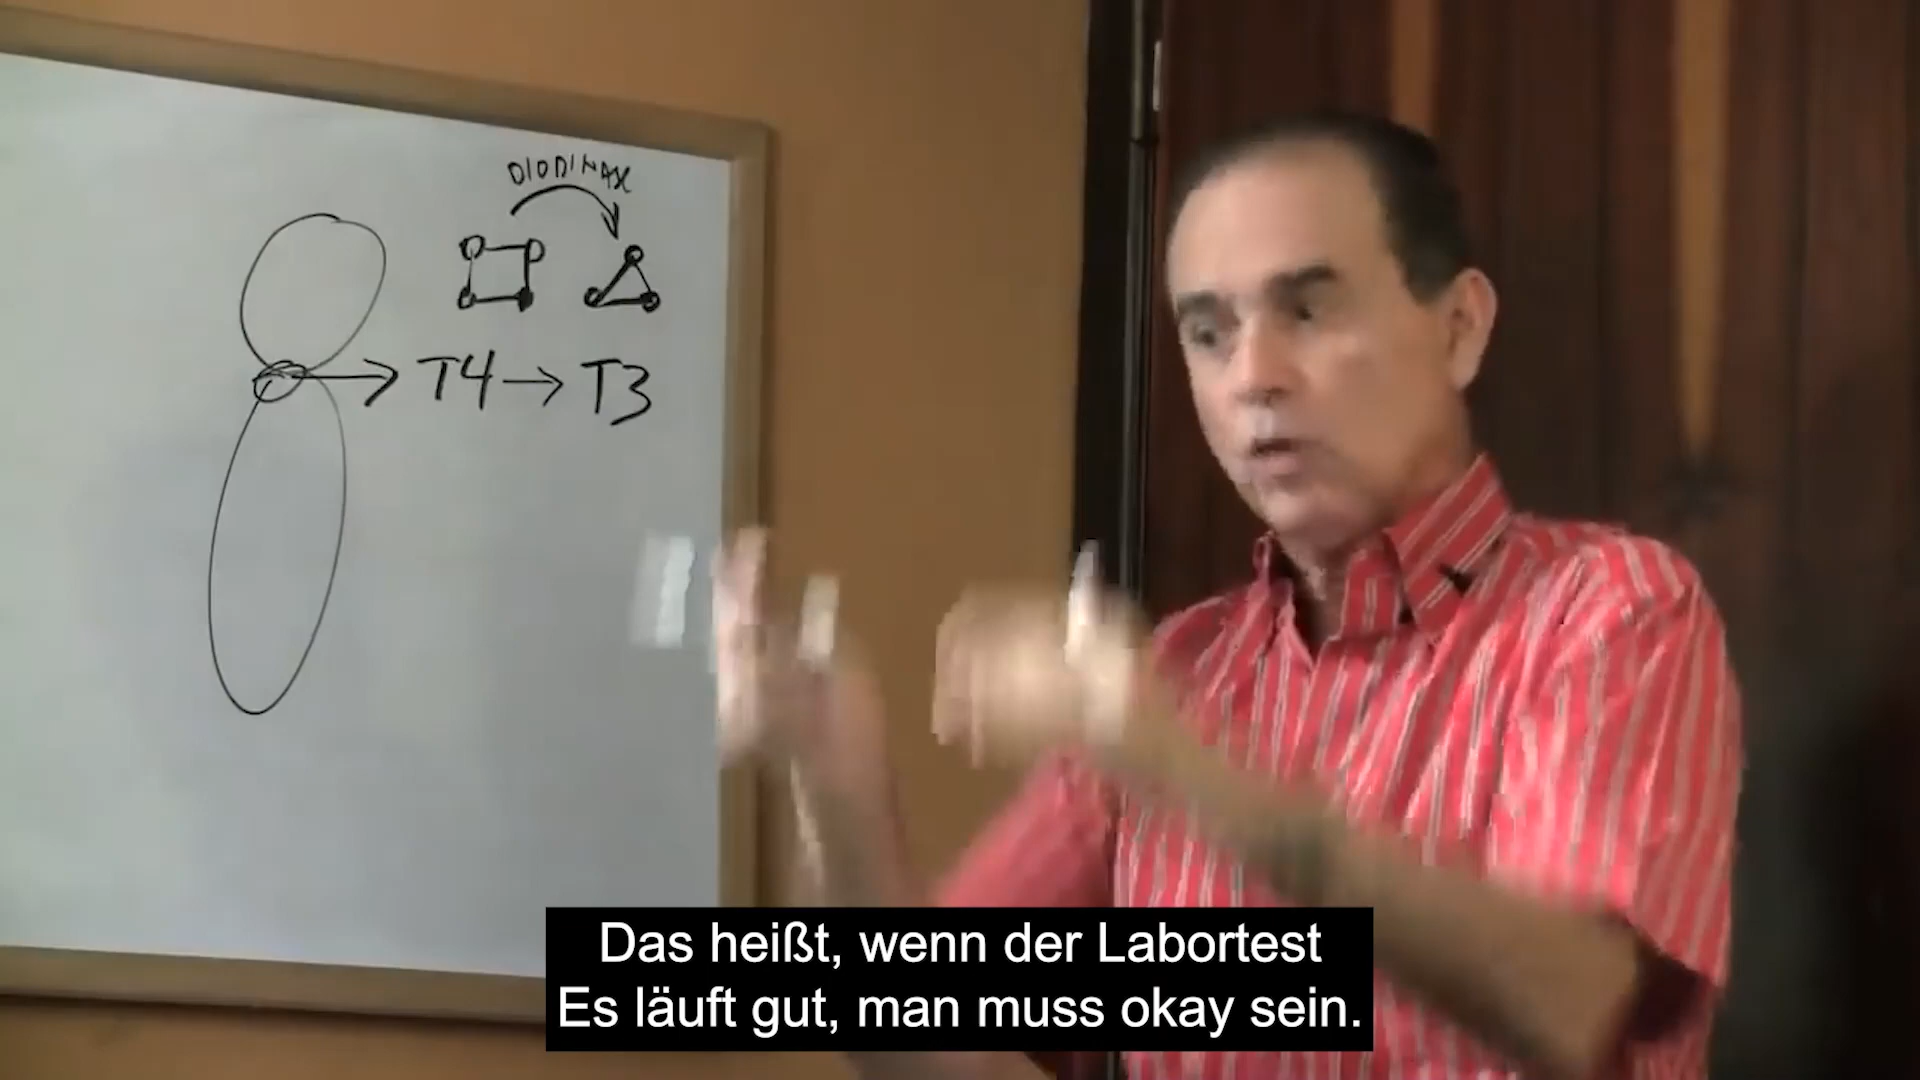 DIODINASE
T4 → T3
Das heißt, wenn der Labortest
Es läuft gut, man muss okay sein.